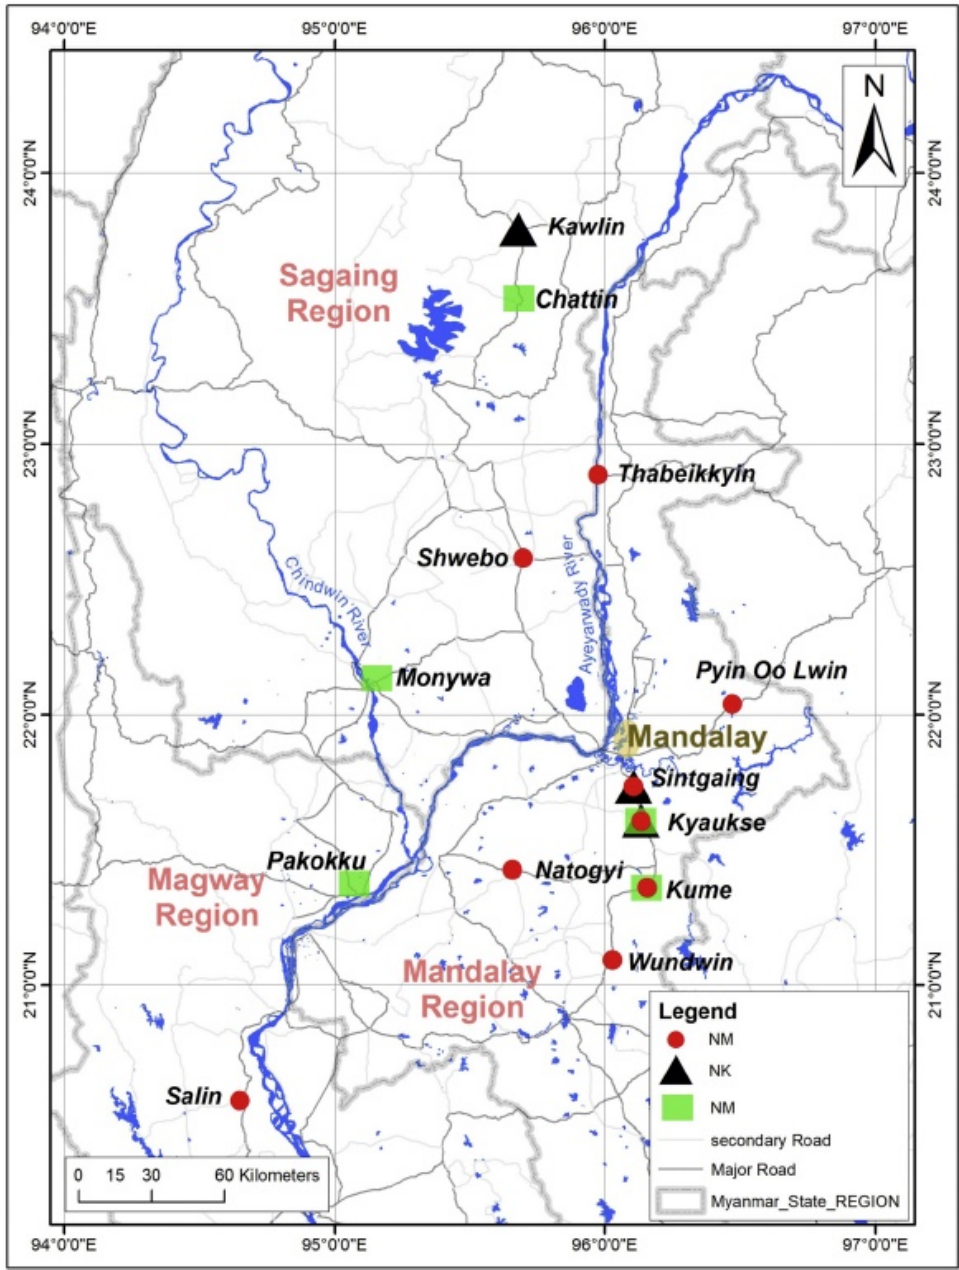 94°0'0"E 95°0'0"E 96°0'0"E 97°0'0"E
N
24°0'0"N 24°0'0"N
Kawlin
Sagaing
Region
Chattin
23°0'0"N 23°0'0"N
Thabeikkyin
Shwebo
Chindwin River
Ayeyarwady River
Monywa
Pyin Oo Lwin
22°0'0"N 22°0'0"N
Mandalay
Sintgaing
Kyaukse
Pakokku
Natogyi
Magway
Region
Kume
Wundwin
Mandalay
Region
21°0'0"N 21°0'0"N
Legend
NM
NK
NM
secondary Road
Major Road
Myanmar_State_REGION
Salin
0 15 30 60 Kilometers
94°0'0"E 95°0'0"E 96°0'0"E 97°0'0"E